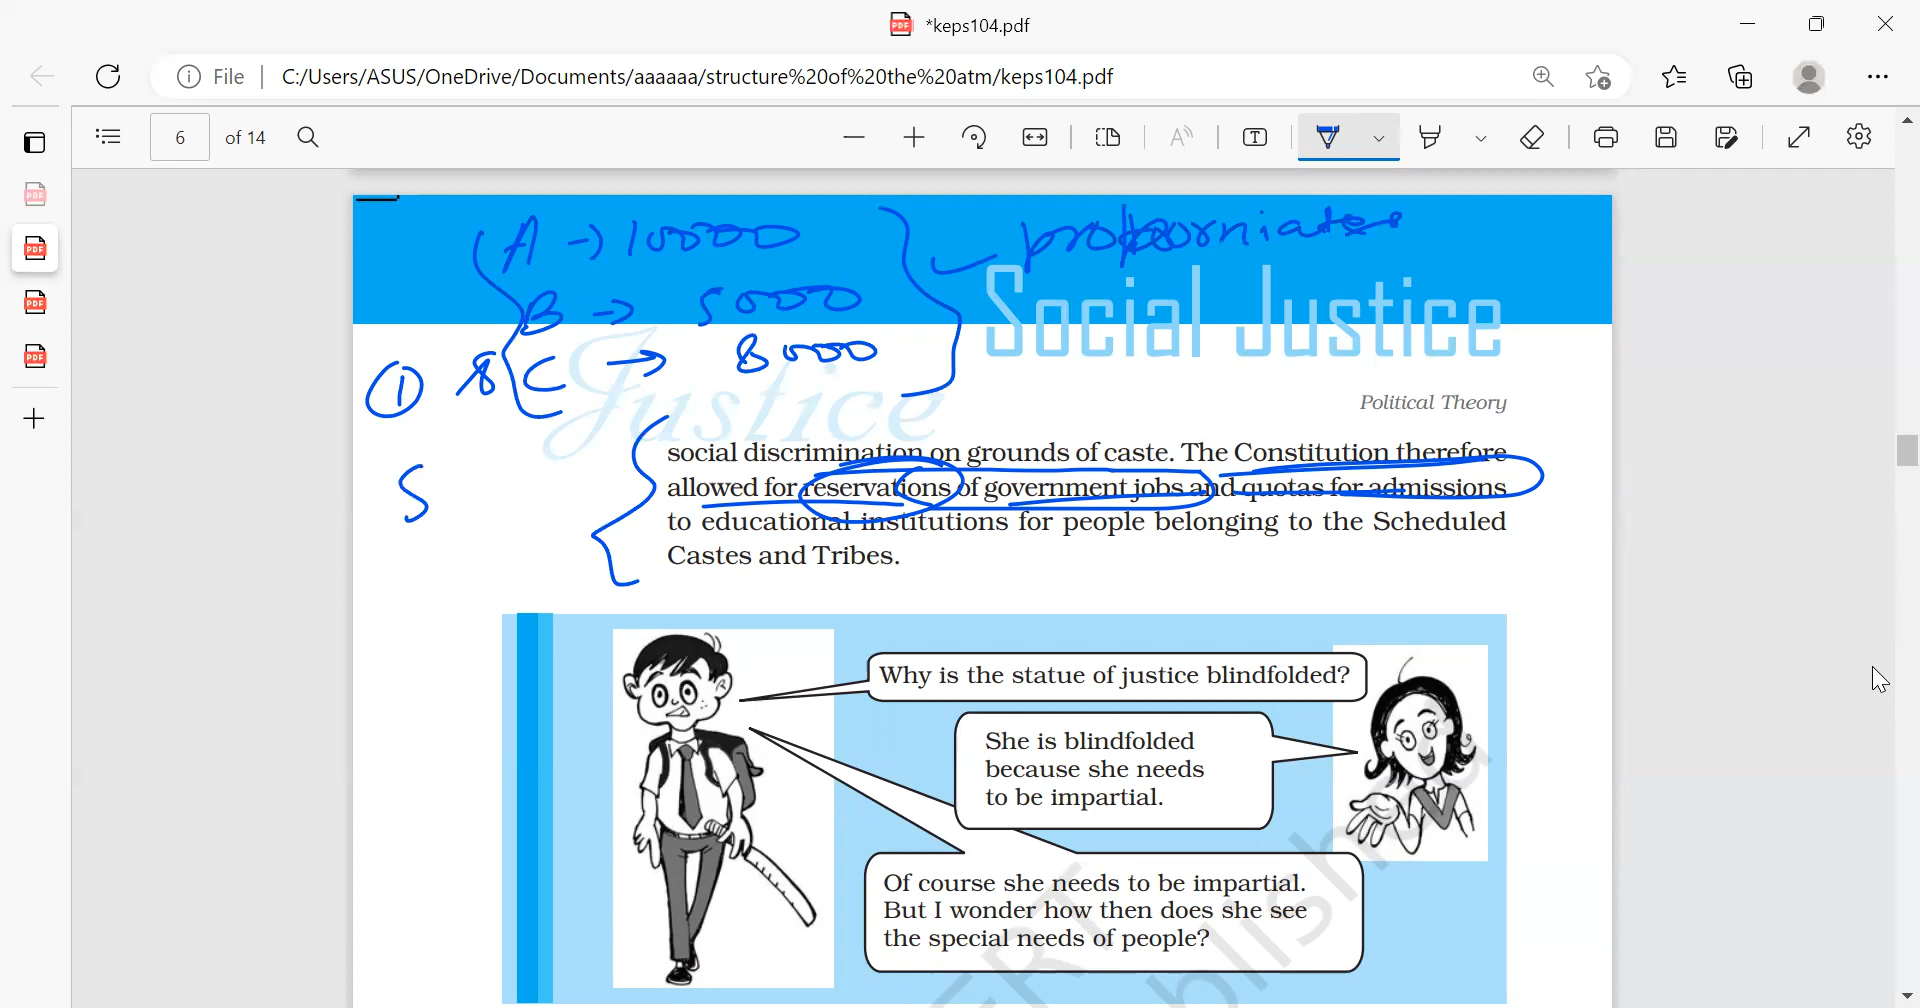 *keps104.pdf
File
C:/Users/ASUS/OneDrive/Documents/aaaaaa/structure%20of%20the%20atm/keps104.pdf
6 of 14
A → 10000
B → 5000
C → 8000
①
S
Social Justice
Justice
Political Theory
social discrimination on grounds of caste. The Constitution therefore
allowed for reservations of government jobs and quotas for admissions
to educational institutions for people belonging to the Scheduled
Castes and Tribes.
Why is the statue of justice blindfolded?
She is blindfolded
because she needs
to be impartial.
Of course she needs to be impartial.
But I wonder how then does she see
the special needs of people?